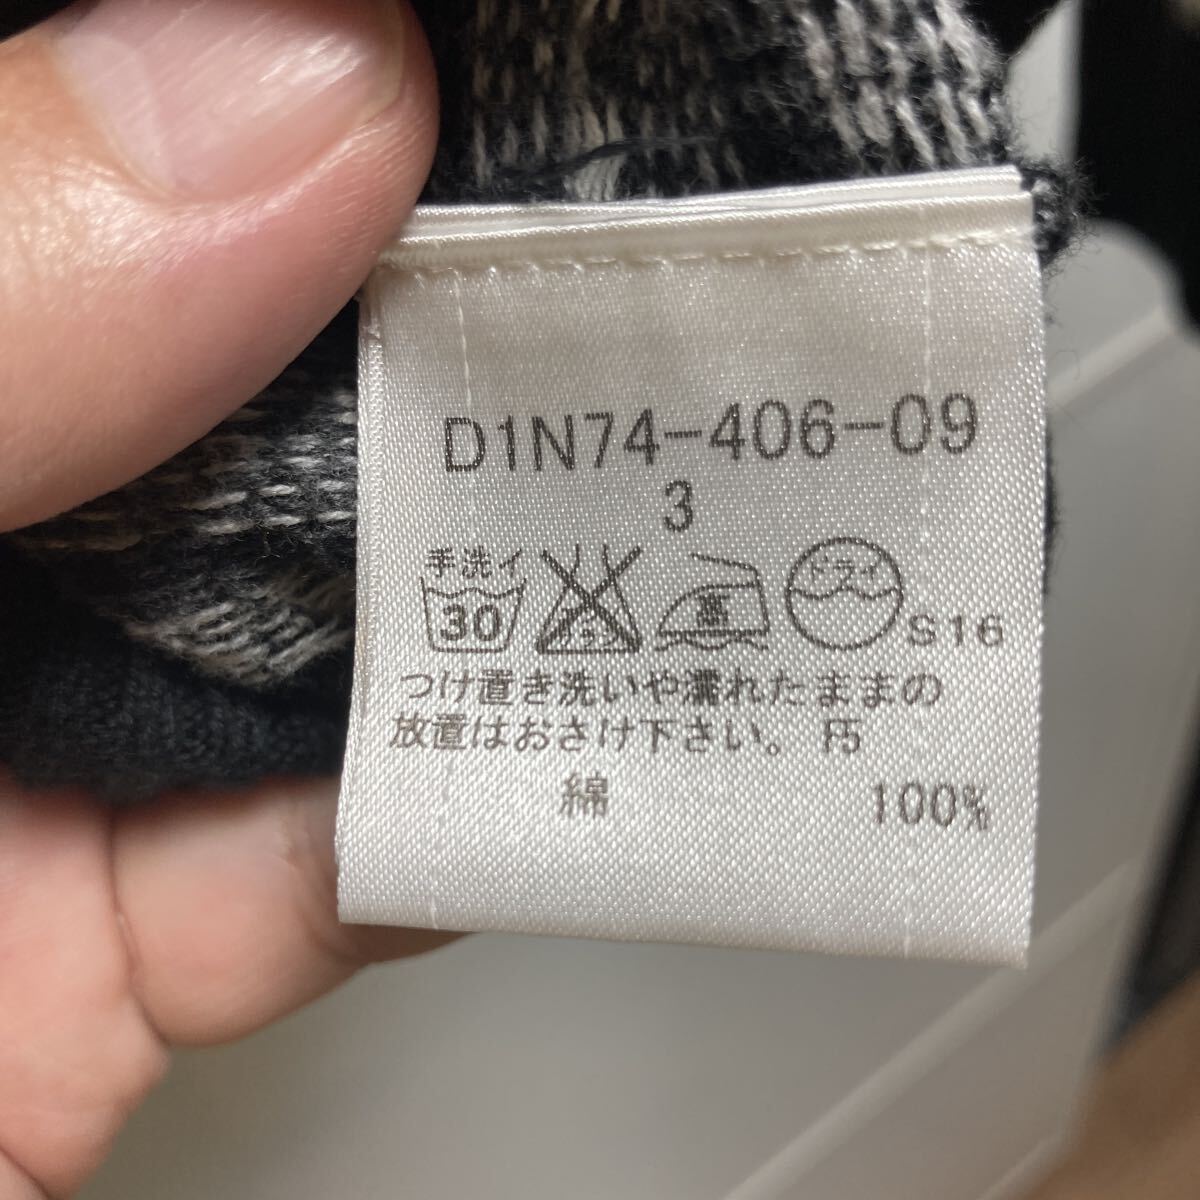 D1N74-406-09
3
手洗イ
30 高 ドライ S16
つけ置き洗いや濡れたままの
放置はおさけ下さい。 F5
綿 100%